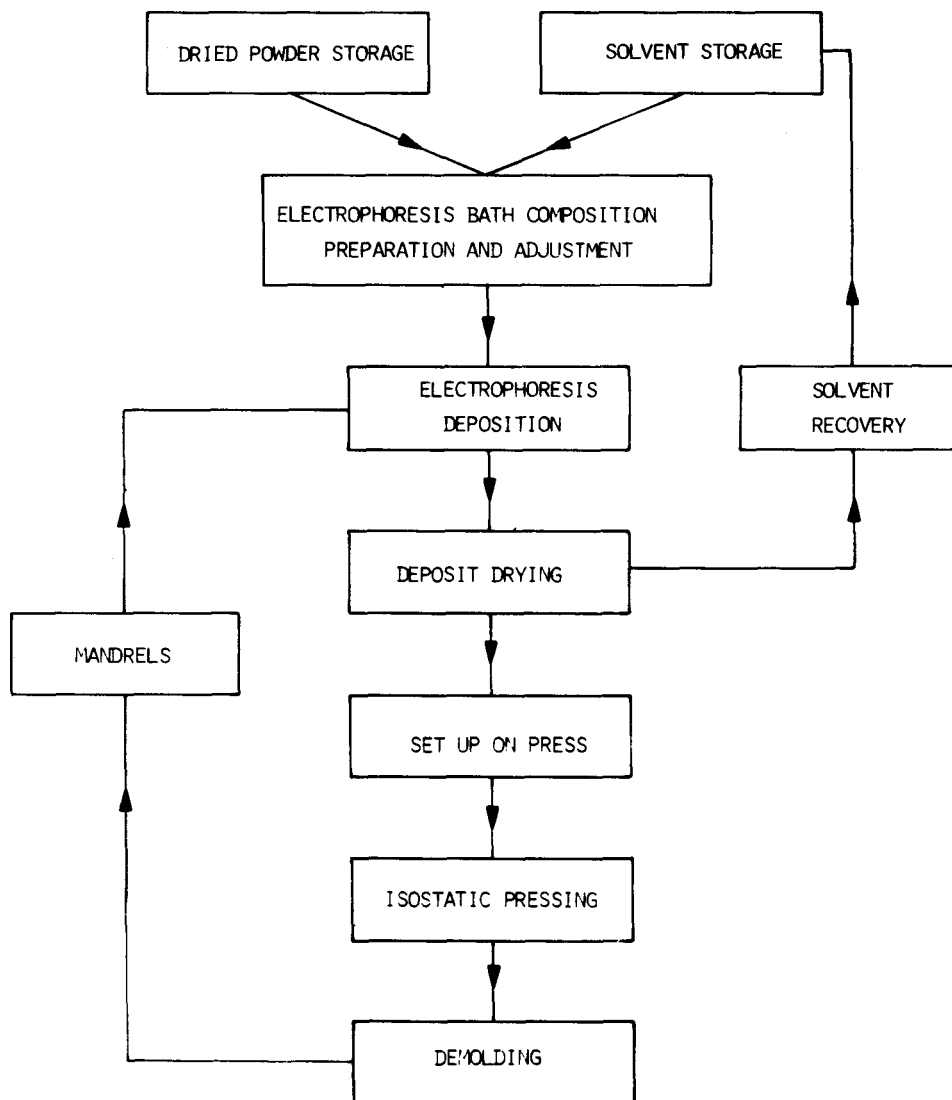 DRIED POWDER STORAGE
SOLVENT STORAGE
ELECTROPHORESIS BATH COMPOSITION
PREPARATION AND ADJUSTMENT
ELECTROPHORESIS
DEPOSITION
SOLVENT
RECOVERY
DEPOSIT DRYING
MANDRELS
SET UP ON PRESS
ISOSTATIC PRESSING
DEMOLDING